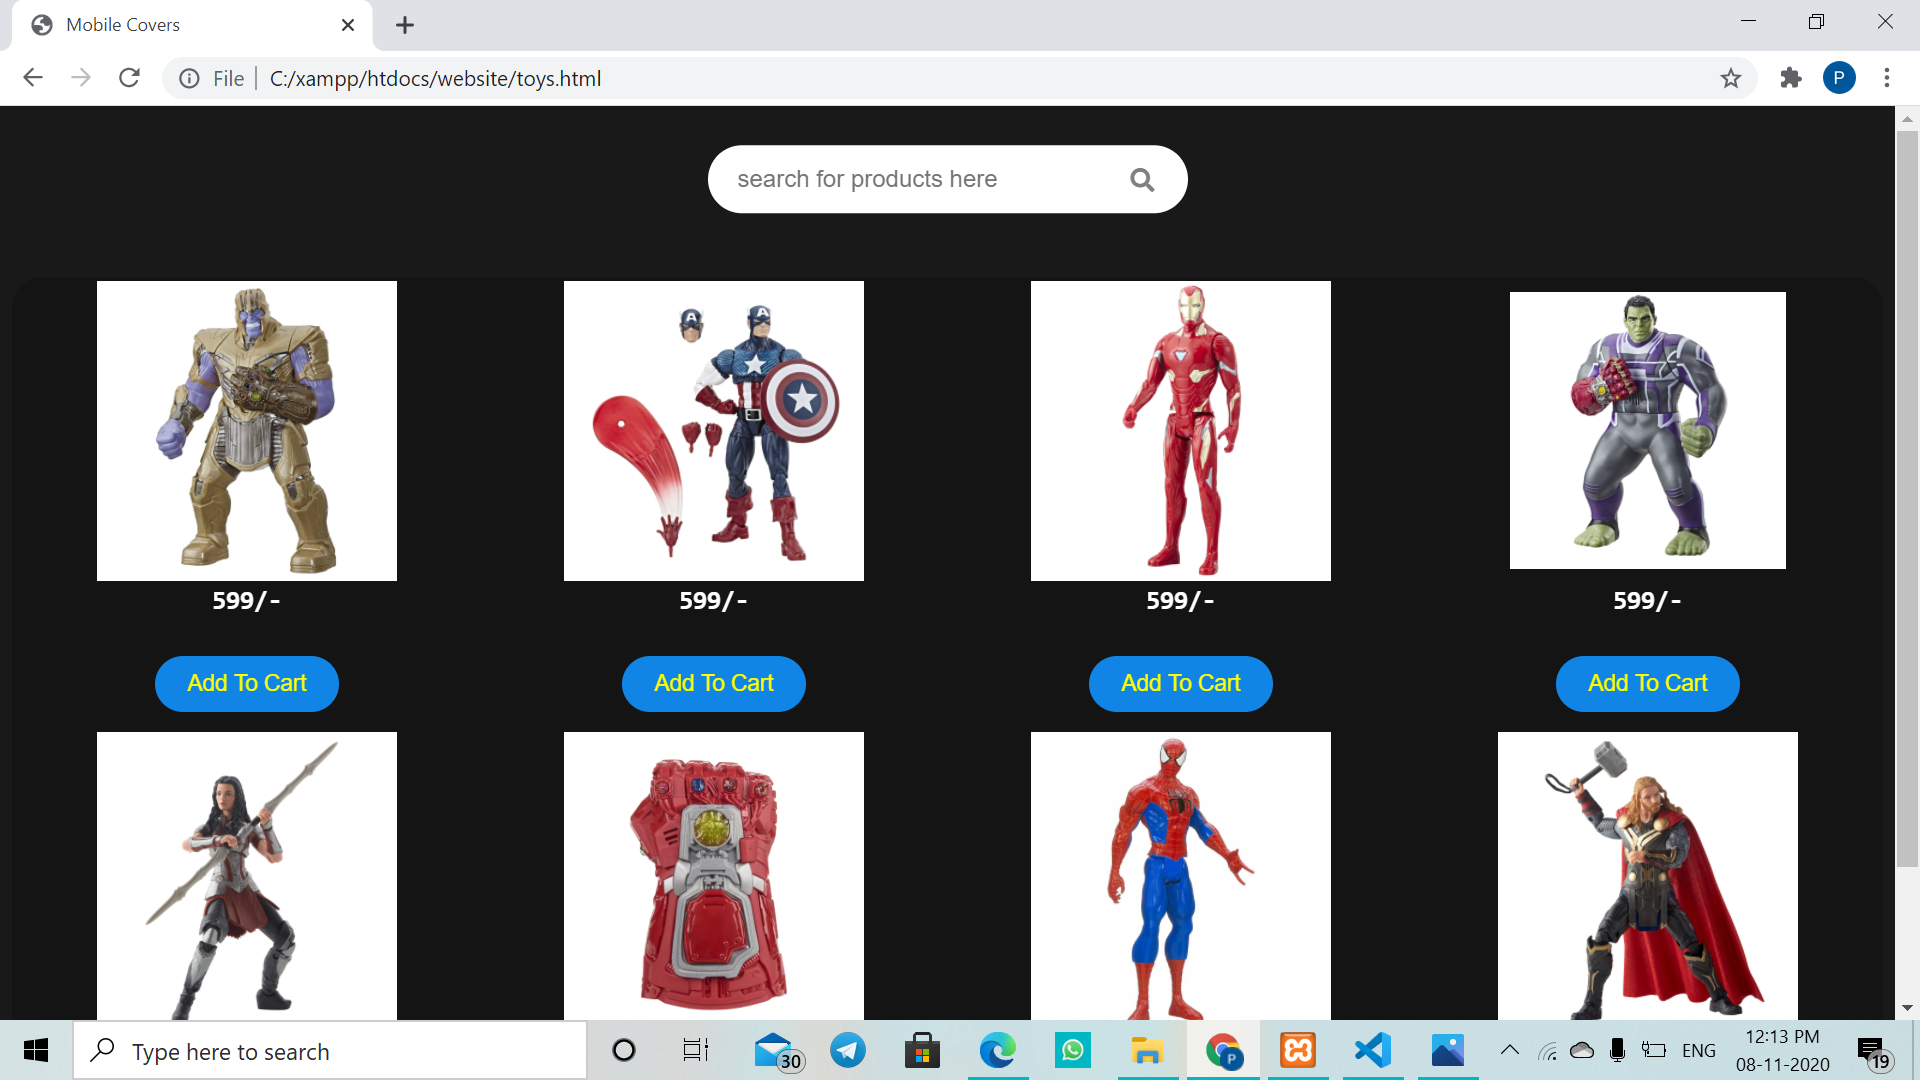 Mobile Covers
File
C:/xampp/htdocs/website/toys.html
P
search for products here
599/-
599/-
599/-
599/-
Add To Cart
Add To Cart
Add To Cart
Add To Cart
Type here to search
30
P
ENG
12:13 PM
08-11-2020
19